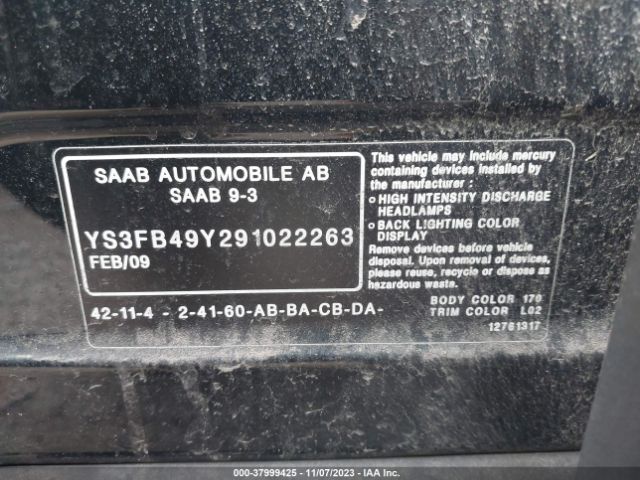 SAAB AUTOMOBILE AB
SAAB 9-3
YS3FB49Y291022263
FEB/09
This vehicle may include mercury
containing devices installed by
the manufacturer :
o HIGH INTENSITY DISCHARGE
HEADLAMPS
o BACK LIGHTING COLOR
DISPLAY
Remove devices before vehicle
disposal. Upon removal of devices,
please reuse, recycle or dispose as
hazardous waste.
42-11-4 - 2-41-60-AB-BA-CB-DA-
BODY COLOR 170
TRIM COLOR L02
12761317
000-37999425 - 11/07/2023 - IAA Inc.